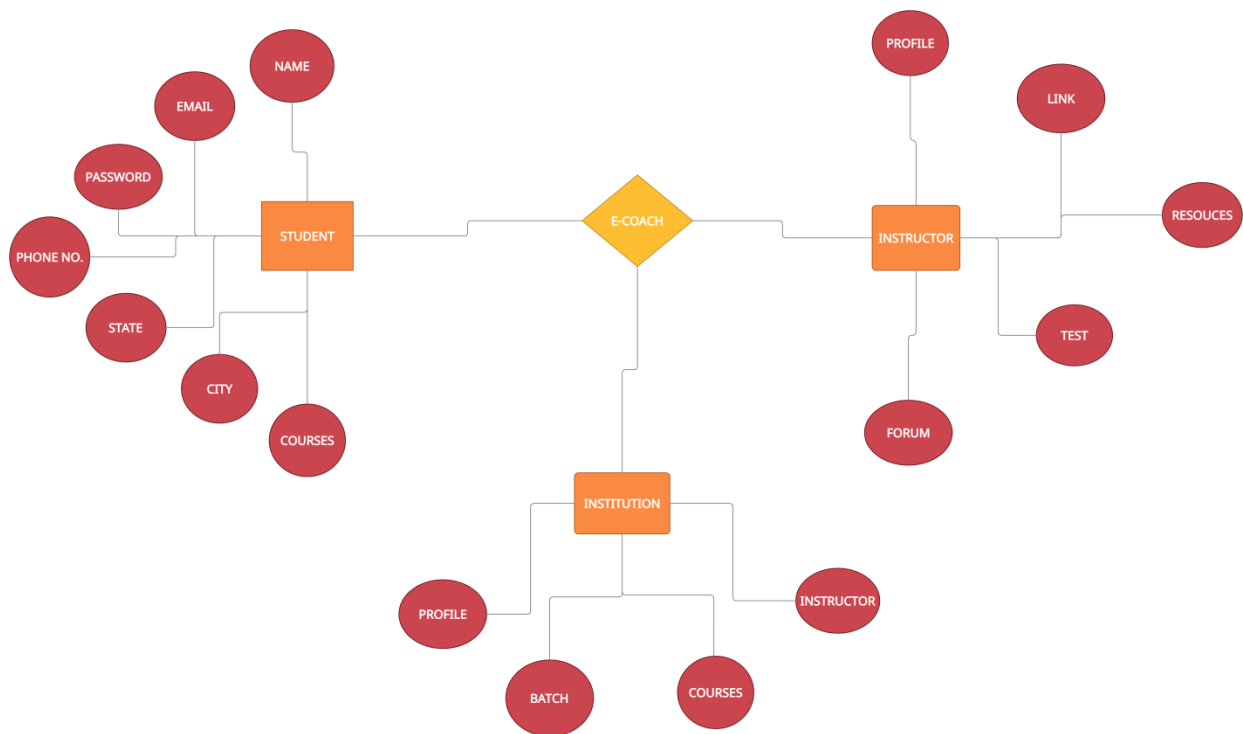 NAME
PROFILE
EMAIL
LINK
PASSWORD
RESOUCES
E-COACH
STUDENT
INSTRUCTOR
PHONE NO.
STATE
TEST
CITY
FORUM
COURSES
INSTITUTION
INSTRUCTOR
PROFILE
BATCH
COURSES